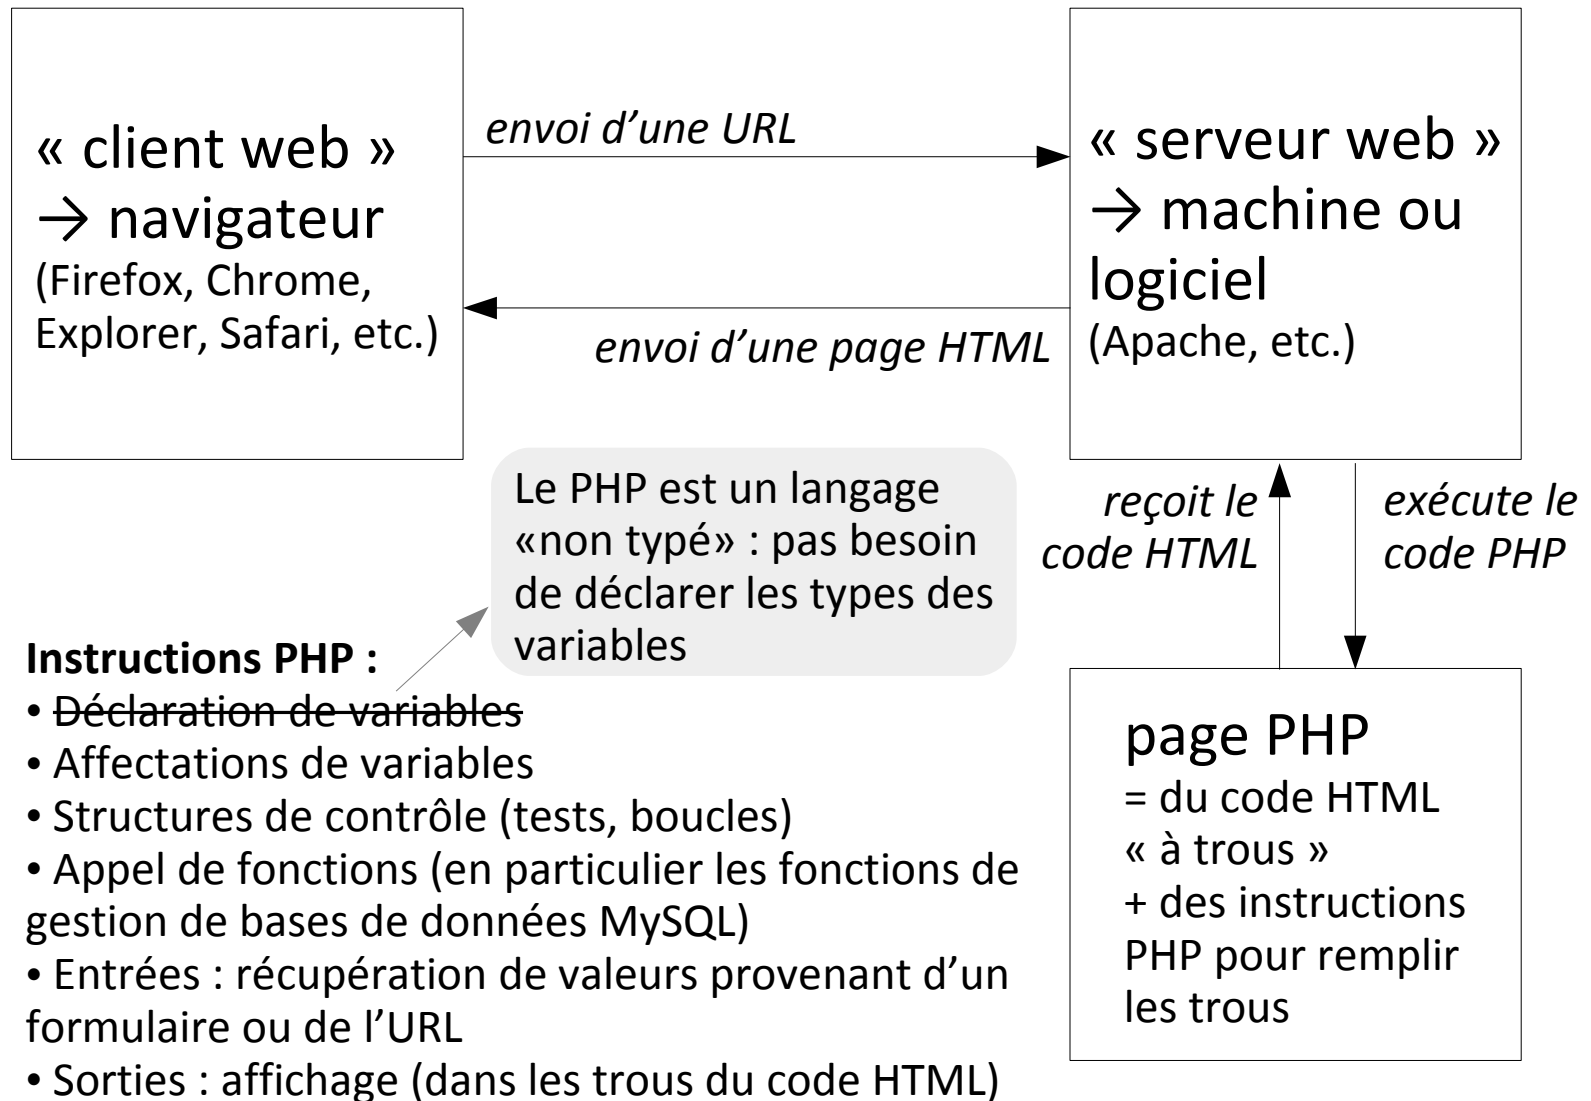 « client web »
→ navigateur
(Firefox, Chrome,
Explorer, Safari, etc.)
envoi d’une URL
envoi d’une page HTML
« serveur web »
→ machine ou
logiciel
(Apache, etc.)
Le PHP est un langage
«non typé» : pas besoin
de déclarer les types des
variables
reçoit le
code HTML
exécute le
code PHP
Instructions PHP :
• Déclaration de variables
• Affectations de variables
• Structures de contrôle (tests, boucles)
• Appel de fonctions (en particulier les fonctions de
gestion de bases de données MySQL)
• Entrées : récupération de valeurs provenant d’un
formulaire ou de l’URL
• Sorties : affichage (dans les trous du code HTML)
page PHP
= du code HTML
« à trous »
+ des instructions
PHP pour remplir
les trous